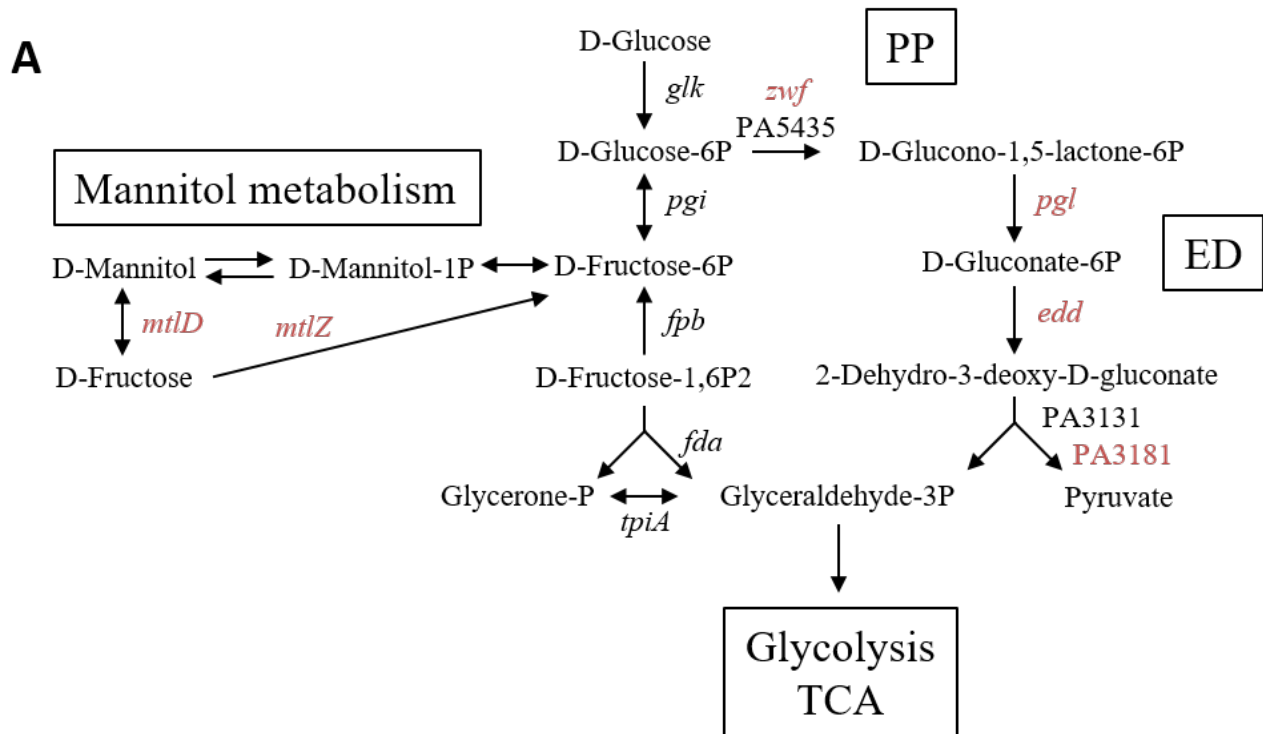 A
D-Glucose
PP
glk
zwf
PA5435
D-Glucose-6P
D-Glucono-1,5-lactone-6P
Mannitol metabolism
pgi
pgl
D-Mannitol
D-Mannitol-1P
D-Fructose-6P
D-Gluconate-6P
ED
mtlD
mtlZ
fpb
edd
D-Fructose
D-Fructose-1,6P2
2-Dehydro-3-deoxy-D-gluconate
PA3131
fda
PA3181
Glycerone-P
tpiA
Glyceraldehyde-3P
Pyruvate
Glycolysis
TCA